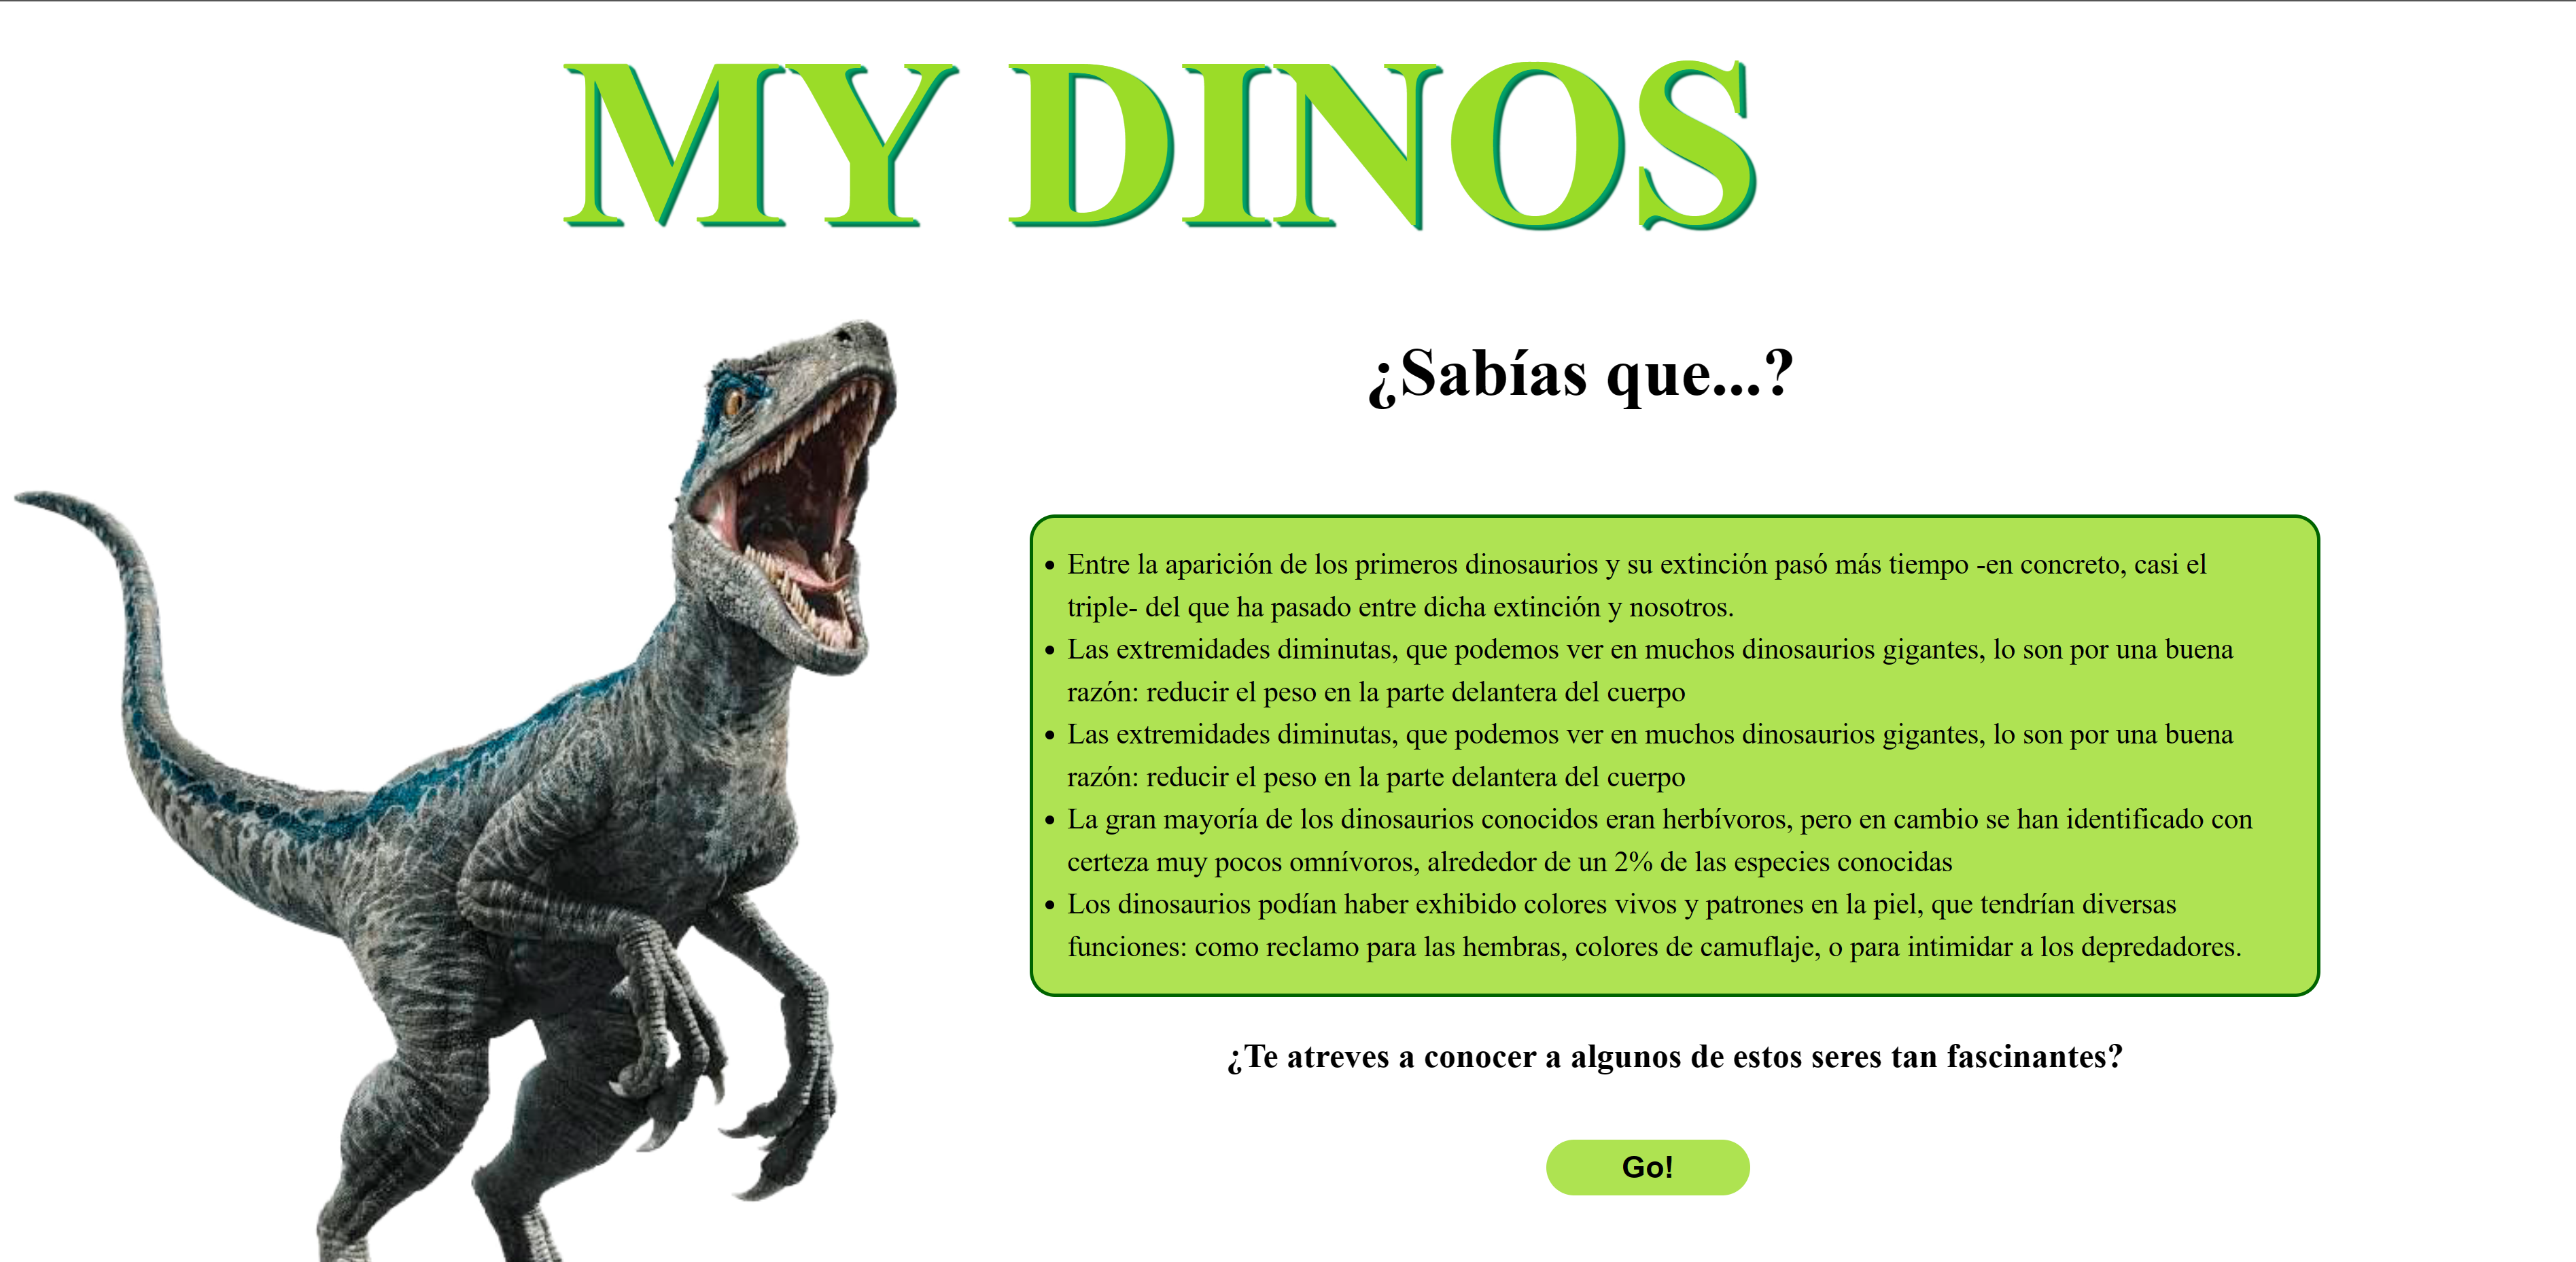 MY DINOS
¿Sabías que...?
• Entre la aparición de los primeros dinosaurios y su extinción pasó más tiempo -en concreto, casi el
triple- del que ha pasado entre dicha extinción y nosotros.
• Las extremidades diminutas, que podemos ver en muchos dinosaurios gigantes, lo son por una buena
razón: reducir el peso en la parte delantera del cuerpo
• Las extremidades diminutas, que podemos ver en muchos dinosaurios gigantes, lo son por una buena
razón: reducir el peso en la parte delantera del cuerpo
• La gran mayoría de los dinosaurios conocidos eran herbívoros, pero en cambio se han identificado con
certeza muy pocos omnívoros, alrededor de un 2% de las especies conocidas
• Los dinosaurios podían haber exhibido colores vivos y patrones en la piel, que tendrían diversas
funciones: como reclamo para las hembras, colores de camuflaje, o para intimidar a los depredadores.
¿Te atreves a conocer a algunos de estos seres tan fascinantes?
Go!